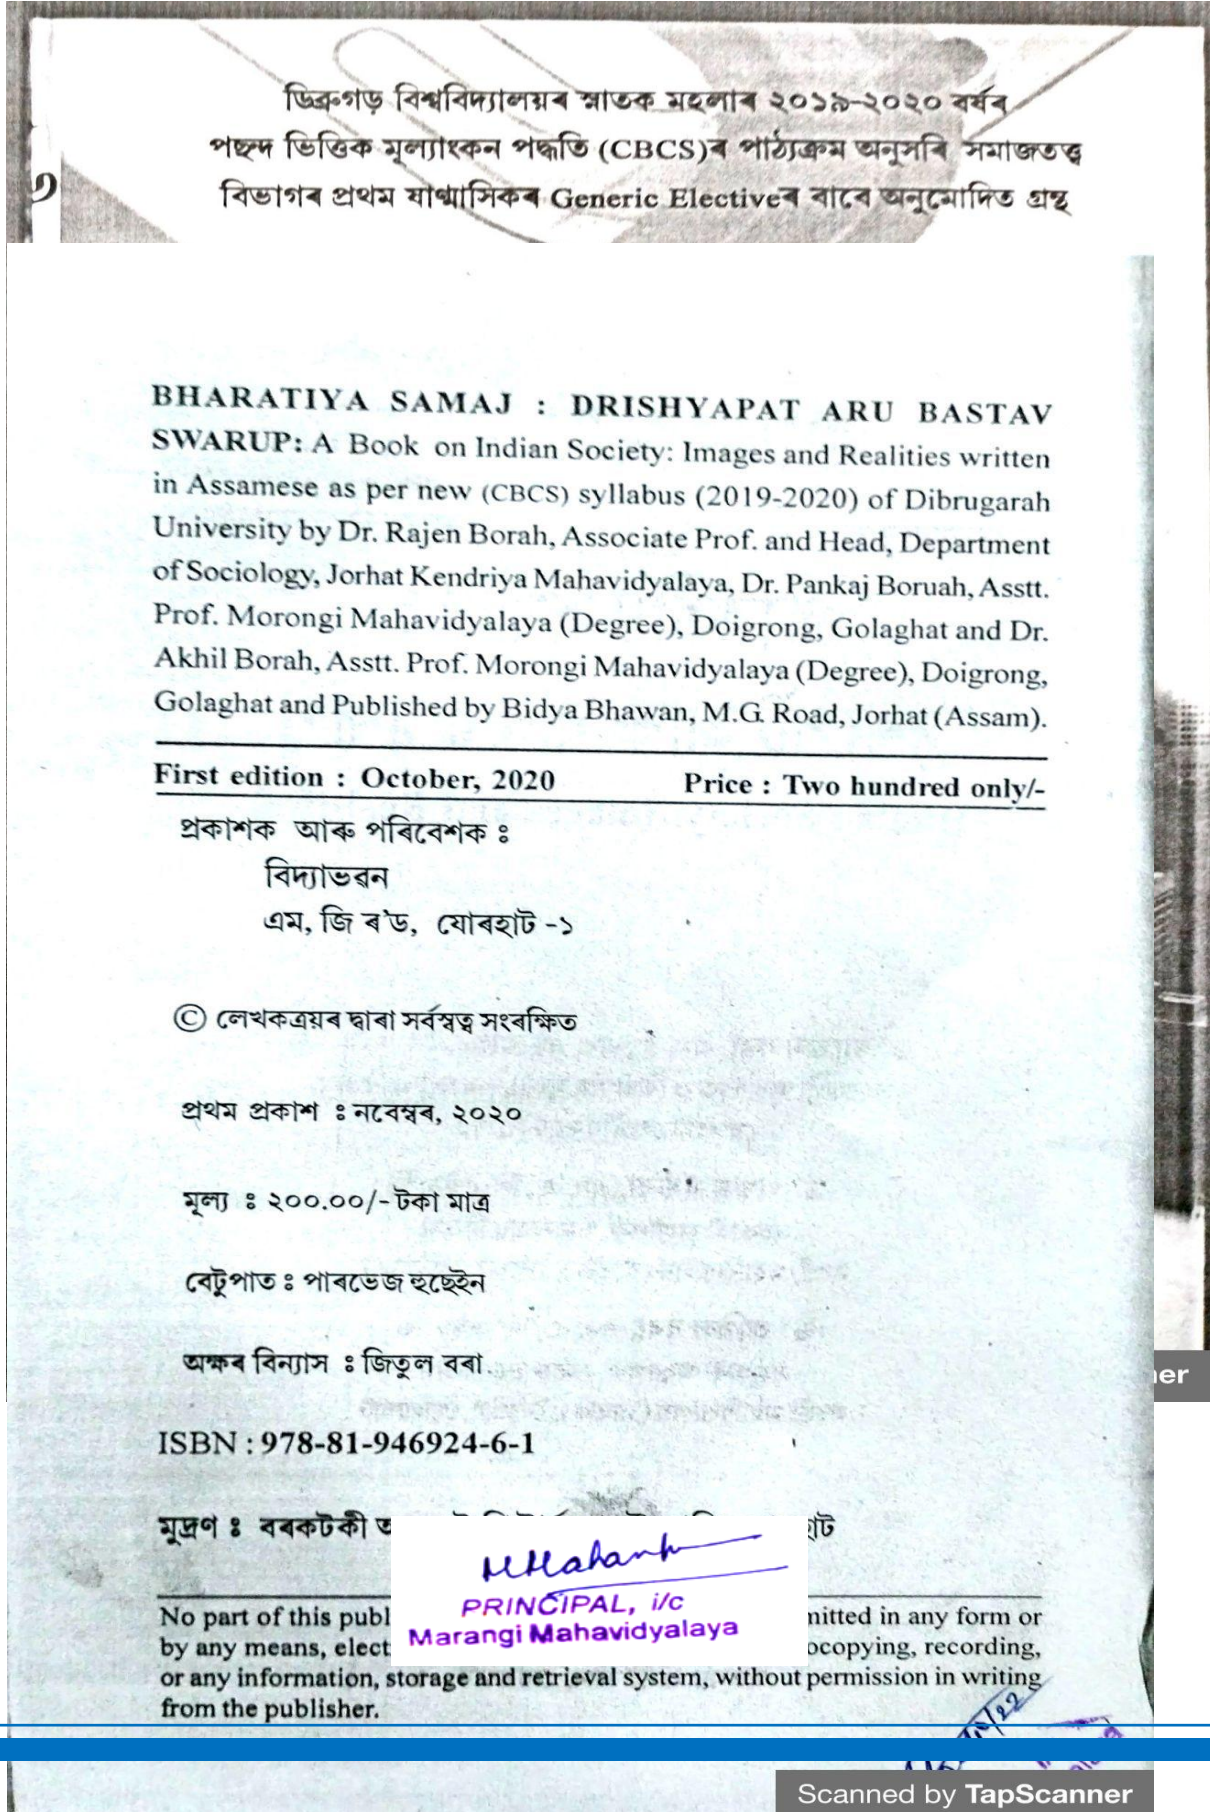 ডিব্ৰুগড় বিশ্ববিদ্যালয়ৰ স্নাতক মহলাৰ ২০১৯-২০২০ বৰ্ষৰ
পছন্দ ভিত্তিক মূল্যাংকন পদ্ধতি (CBCS)ৰ পাঠ্যক্ৰম অনুসৰি সমাজতত্ত্ব
বিভাগৰ প্ৰথম ষাণ্মাসিকৰ Generic Electiveৰ বাবে অনুমোদিত গ্ৰন্থ
BHARATIYA SAMAJ : DRISHYAPAT ARU BASTAV
SWARUP: A Book on Indian Society: Images and Realities written
in Assamese as per new (CBCS) syllabus (2019-2020) of Dibrugarah
University by Dr. Rajen Borah, Associate Prof. and Head, Department
of Sociology, Jorhat Kendriya Mahavidyalaya, Dr. Pankaj Boruah, Asstt.
Prof. Morongi Mahavidyalaya (Degree), Doigrong, Golaghat and Dr.
Akhil Borah, Asstt. Prof. Morongi Mahavidyalaya (Degree), Doigrong,
Golaghat and Published by Bidya Bhawan, M.G. Road, Jorhat (Assam).
First edition : October, 2020 Price : Two hundred only/-
প্ৰকাশক আৰু পৰিবেশক ঃ
বিদ্যাভৱন
এম, জি ৰ'ড, যোৰহাট -১
© লেখকত্ৰয়ৰ দ্বাৰা সৰ্বস্বত্ব সংৰক্ষিত
প্ৰথম প্ৰকাশ ঃ নবেম্বৰ, ২০২০
মূল্য ঃ ২০০.০০/- টকা মাত্ৰ
বেটুপাত ঃ পাৰভেজ হুছেইন
অক্ষৰ বিন্যাস ঃ জিতুল বৰা
ISBN : 978-81-946924-6-1
মুদ্ৰণ ঃ বৰকটকী
PRINCIPAL, i/c
Marangi Mahavidyalaya
No part of this publ mitted in any form or
by any means, elect ocopying, recording,
or any information, storage and retrieval system, without permission in writing
from the publisher.
Scanned by TapScanner